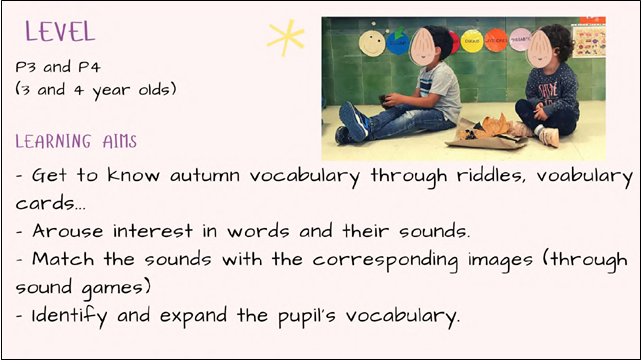 LEVEL
P3 and P4
(3 and 4 year olds)
LEARNING AIMS
- Get to know autumn vocabulary through riddles, voabulary
cards...
- Arouse interest in words and their sounds.
- Match the sounds with the corresponding images (through
sound games)
- Identify and expand the pupil's vocabulary.